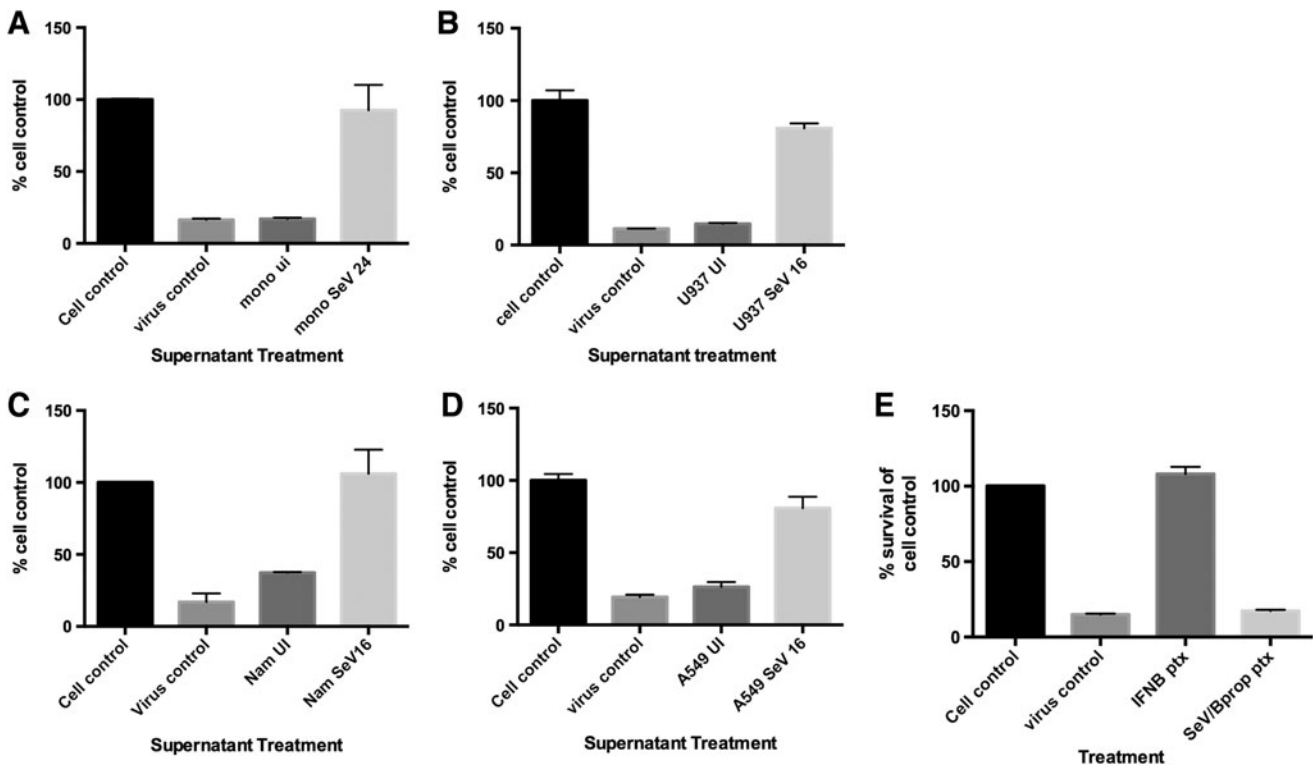 A
% cell control
150
100
50
0
Cell control
virus control
mono ui
mono SeV 24
Supernatant Treatment
B
% cell control
150
100
50
0
cell control
virus control
U937 UI
U937 SeV 16
Supernatant treatment
C
% cell control
150
100
50
0
Cell control
Virus control
Nam UI
Nam SeV16
Supernatant Treatment
D
% cell control
150
100
50
0
Cell control
virus control
A549 UI
A549 SeV 16
Supernatant Treatment
E
% survival of
cell control
150
100
50
0
Cell control
virus control
IFNB ptx
SeV/Bprop ptx
Treatment